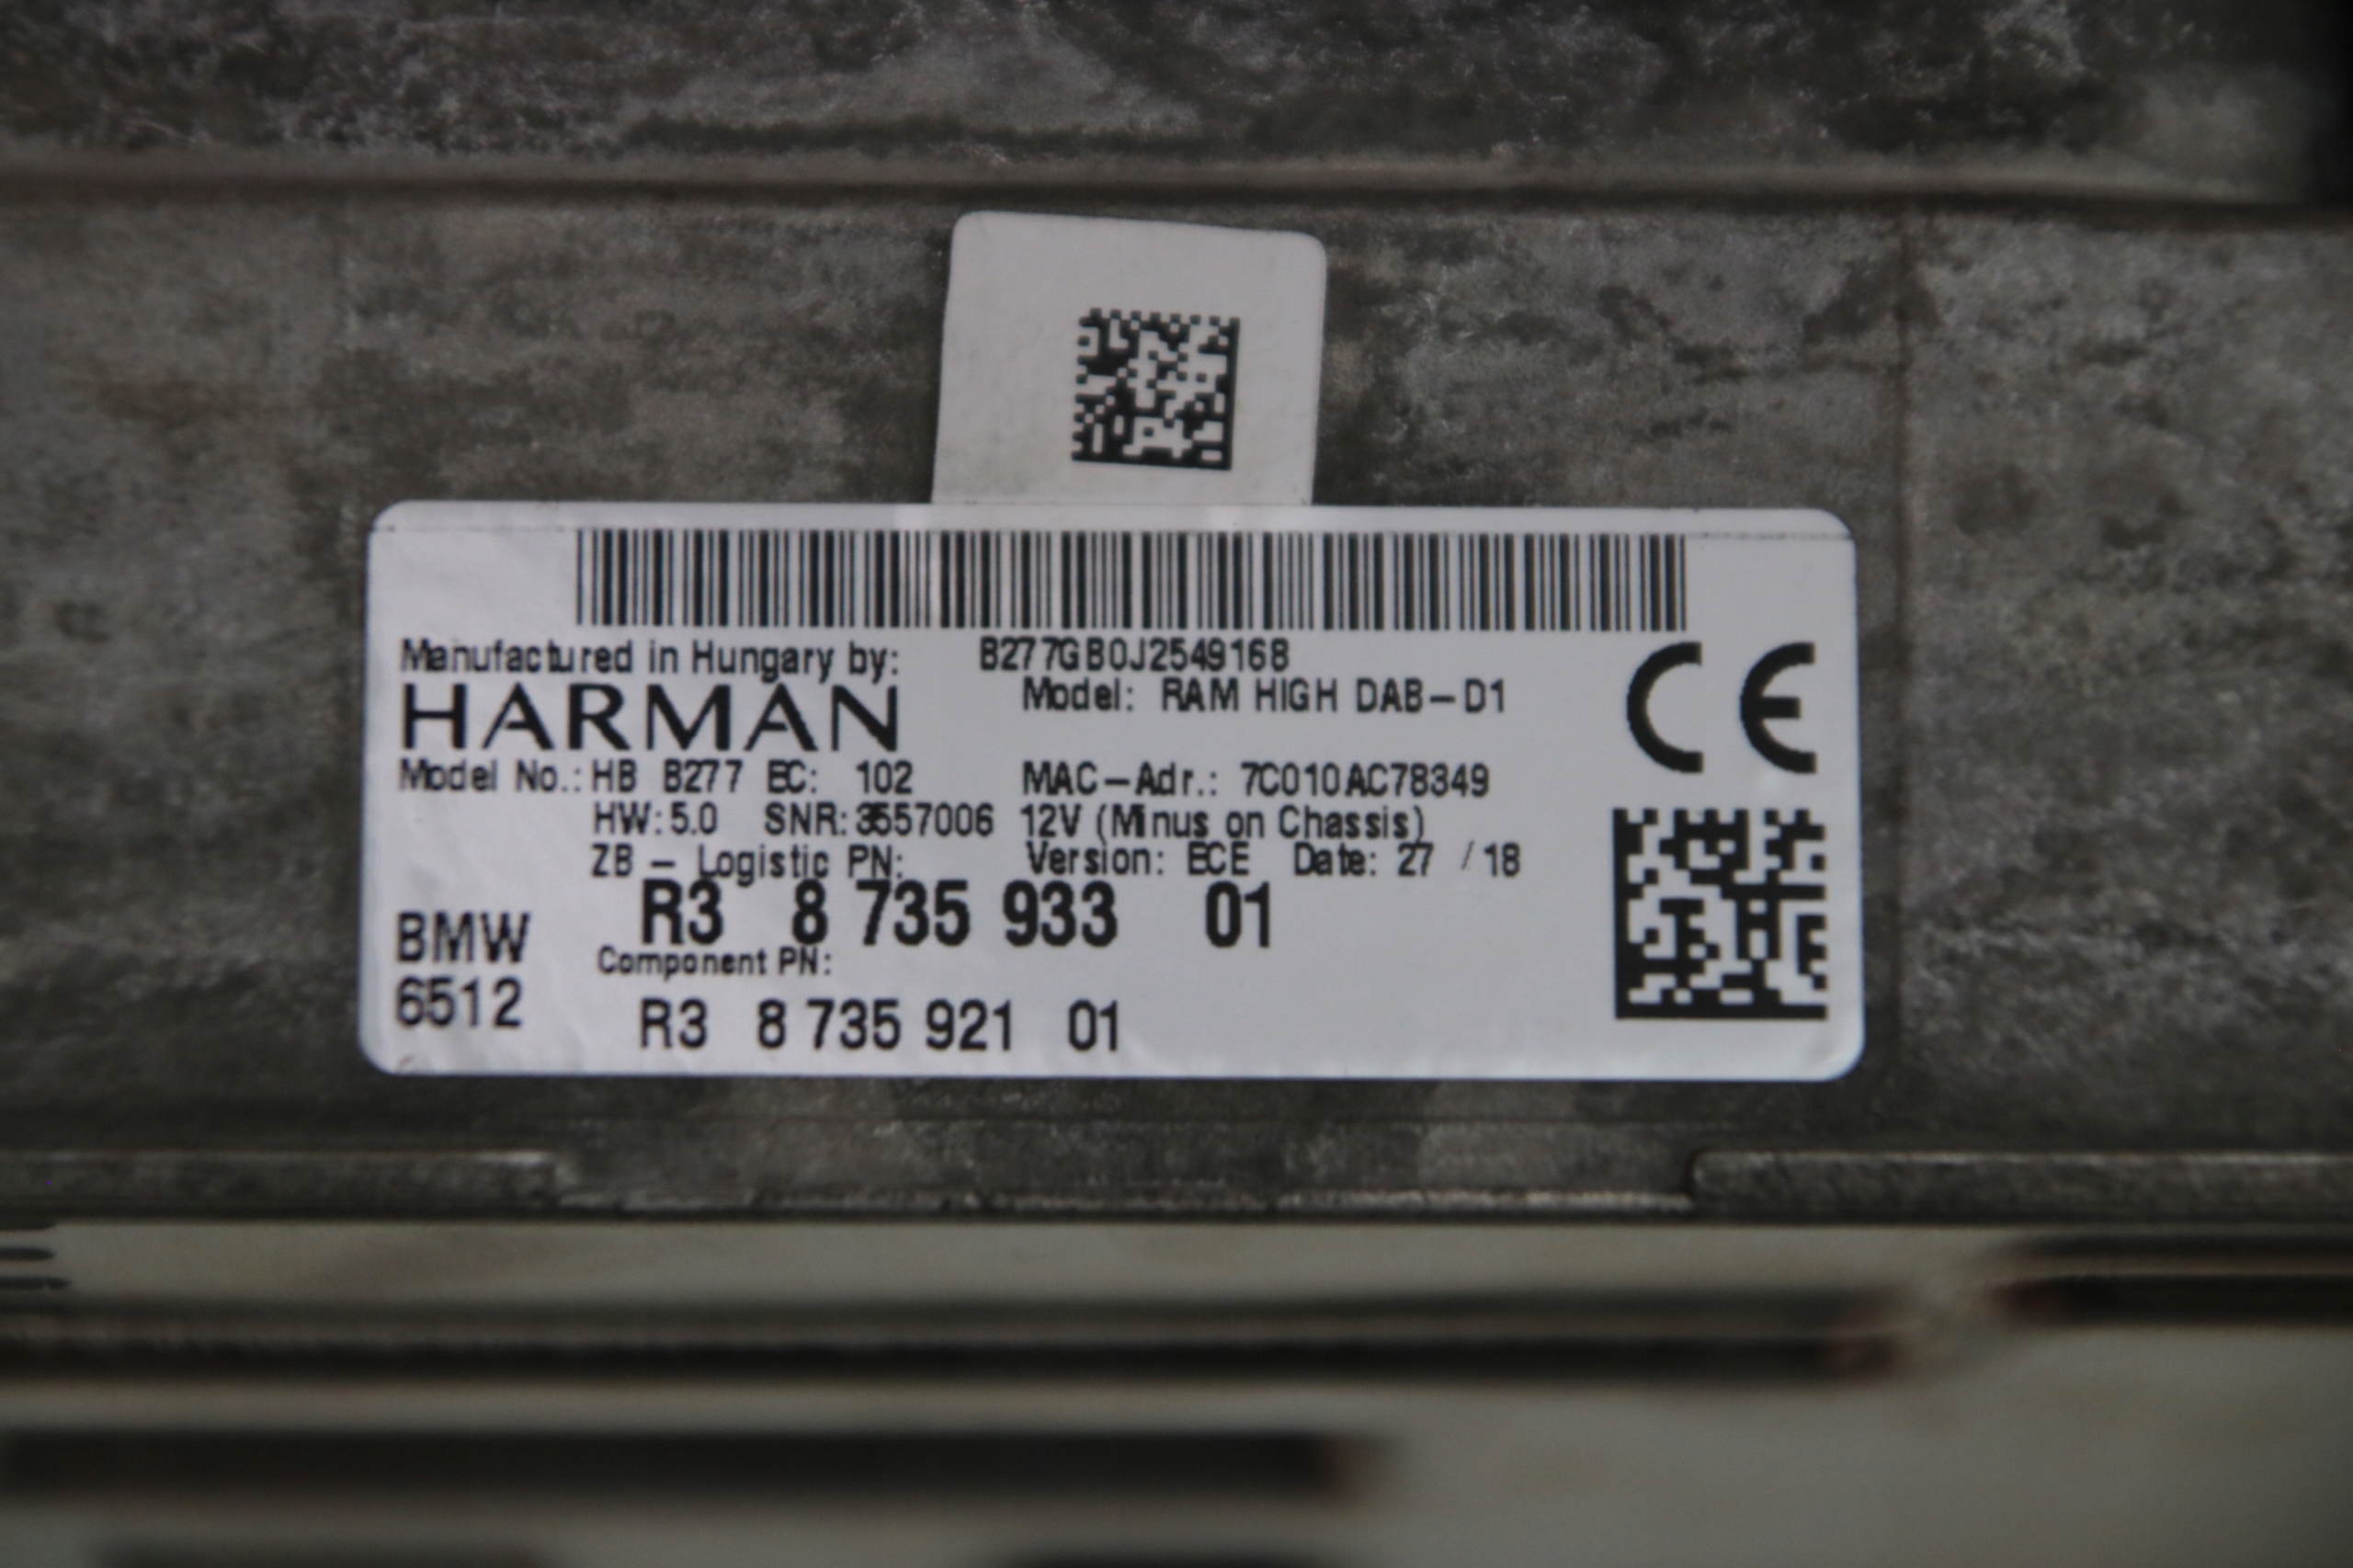 Manufactured in Hungary by: B277GB0J2549168
HARMAN Model: RAM HIGH DAB-D1
CE
Model No.: HB B277 EC: 102 MAC-Adr.: 7C010AC78349
HW: 5.0 SNR: 3557006 12V (Minus on Chassis)
ZB - Logistic PN: Version: ECE Date: 27 / 18
R3 8 735 933 01
BMW
Component PN:
6512
R3 8 735 921 01